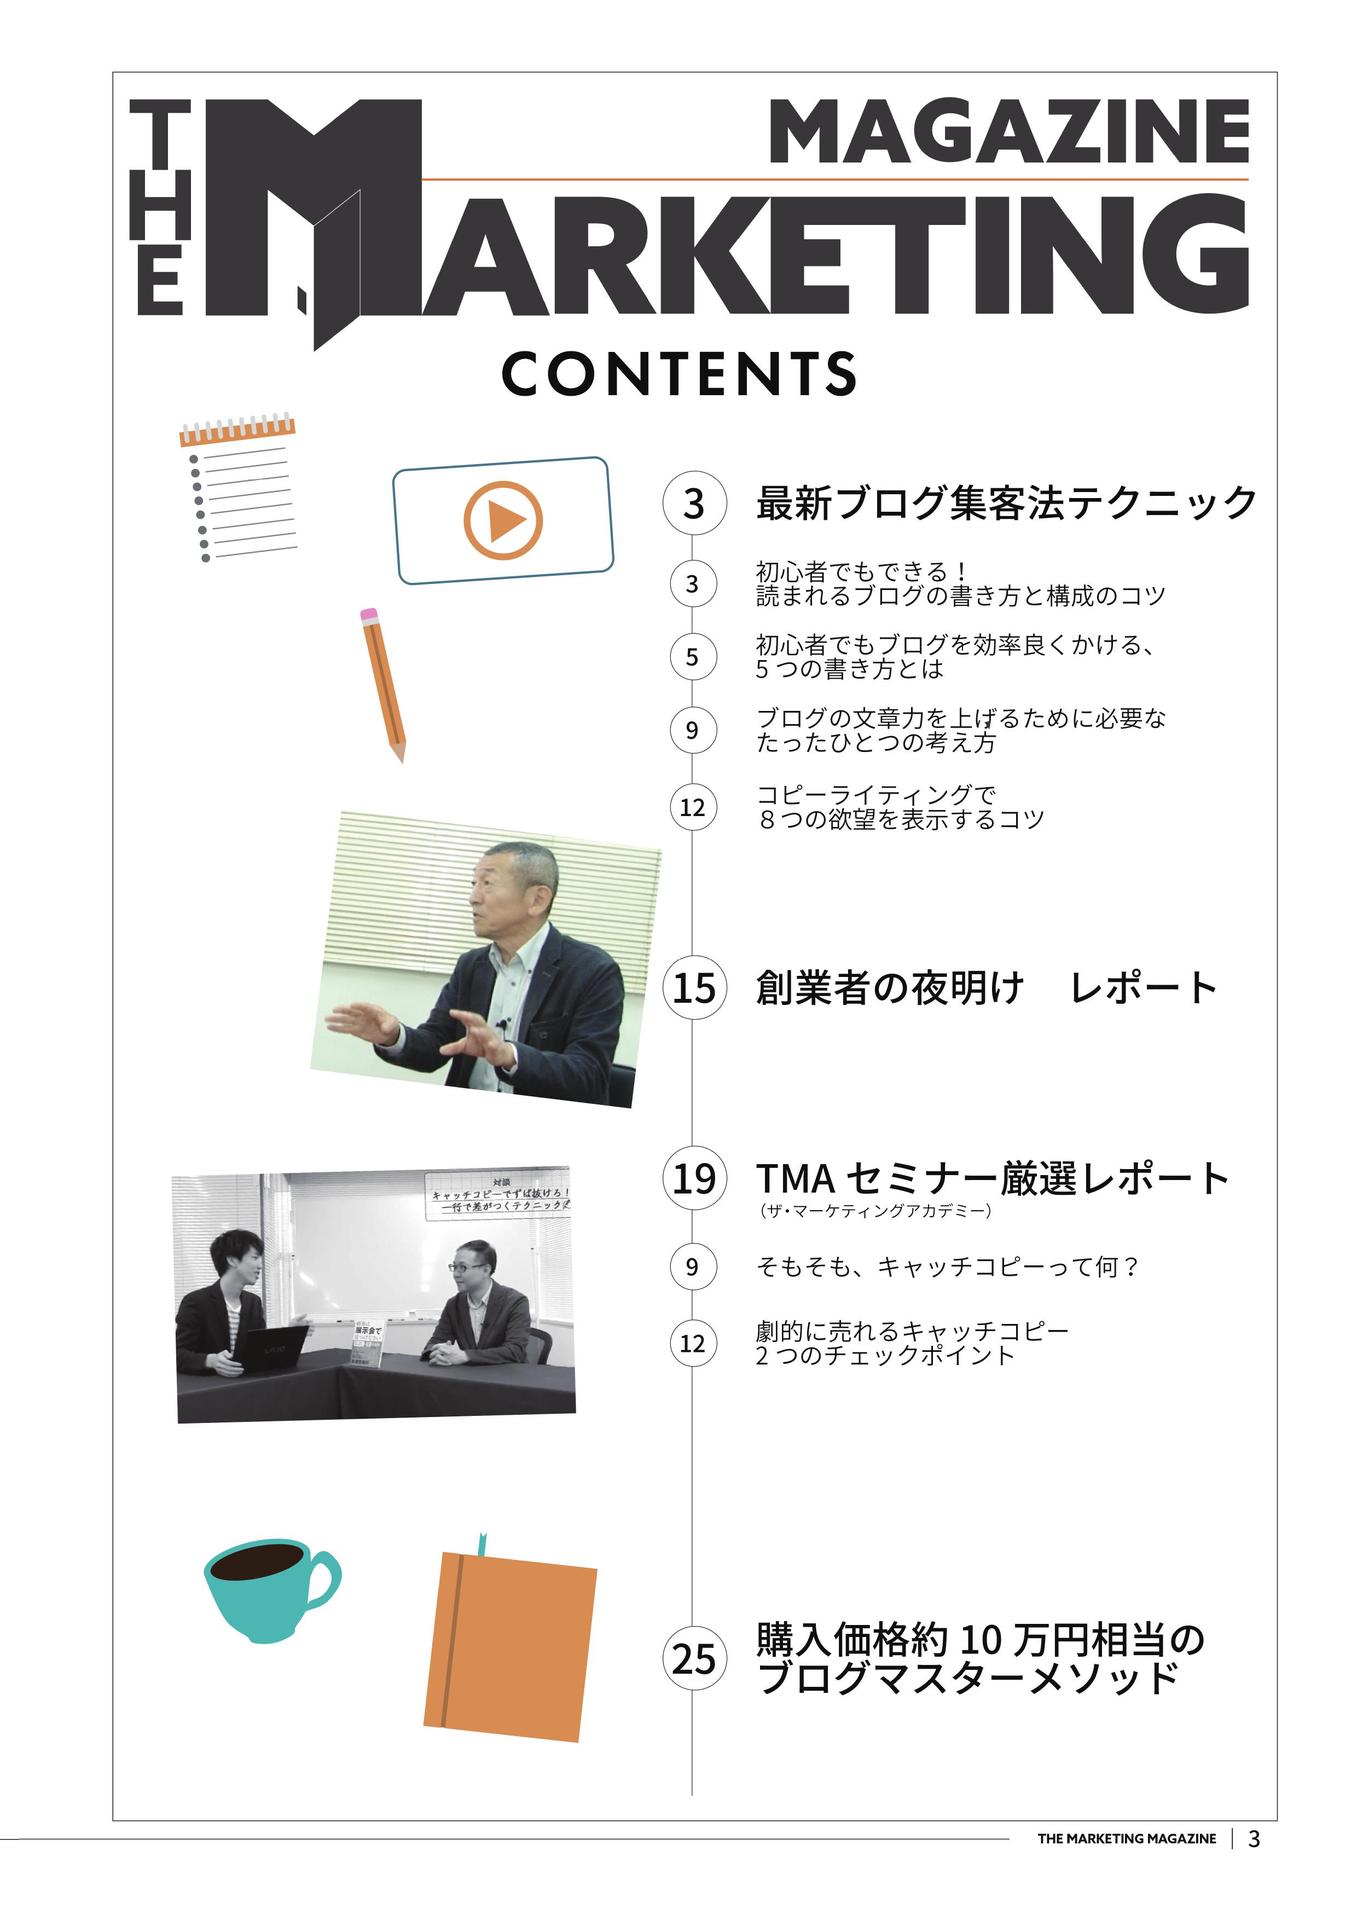 THE MARKETING
MAGAZINE
CONTENTS
3 最新ブログ集客法テクニック
3 初心者でもできる！
読まれるブログの書き方と構成のコツ
5 初心者でもブログを効率良くかける、
5 つの書き方とは
9 ブログの文章力を上げるために必要な
たったひとつの考え方
12 コピーライティングで
８つの欲望を表示するコツ
15 創業者の夜明け　レポート
対談
キャッチコピーでずば抜けろ！
一行で差がつくテクニック
展示会で
VAIO
19 TMA セミナー厳選レポート
（ザ・マーケティングアカデミー）
9 そもそも、キャッチコピーって何？
12 劇的に売れるキャッチコピー
2 つのチェックポイント
25 購入価格約 10 万円相当の
ブログマスターメソッド
THE MARKETING MAGAZINE 3